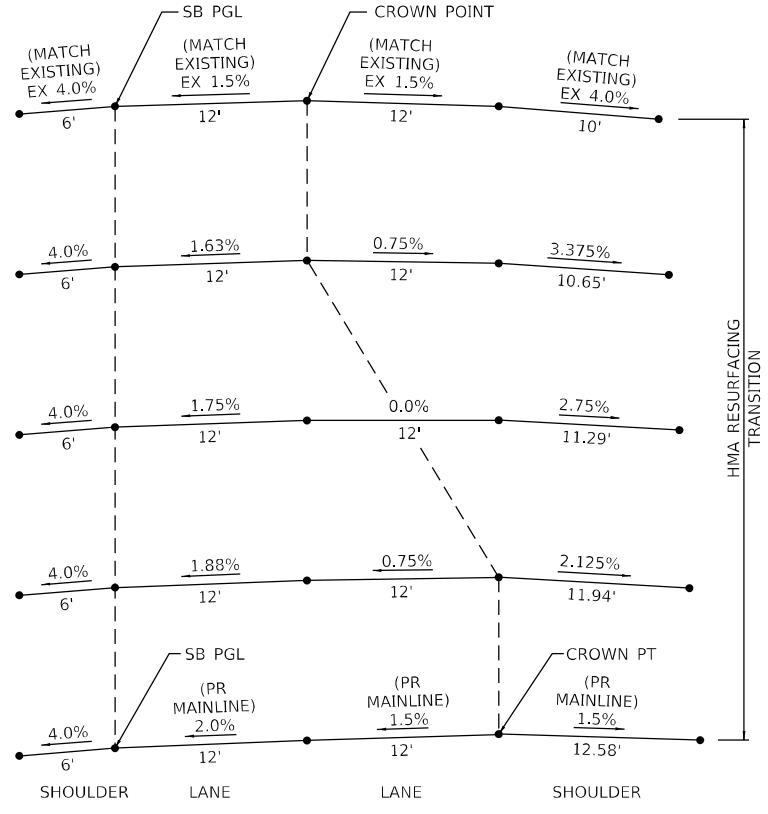 SB PGL
CROWN POINT
(MATCH
EXISTING)
EX 4.0%
(MATCH
EXISTING)
EX 1.5%
(MATCH
EXISTING)
EX 1.5%
(MATCH
EXISTING)
EX 4.0%
6'
12'
12'
10'
4.0%
1.63%
0.75%
3.375%
6'
12'
12'
10.65'
4.0%
1.75%
0.0%
2.75%
6'
12'
12'
11.29'
4.0%
1.88%
0.75%
2.125%
6'
12'
12'
11.94'
HMA RESURFACING
TRANSITION
SB PGL
CROWN PT
4.0%
(PR
MAINLINE)
2.0%
(PR
MAINLINE)
1.5%
(PR
MAINLINE)
1.5%
6'
12'
12'
12.58'
SHOULDER
LANE
LANE
SHOULDER